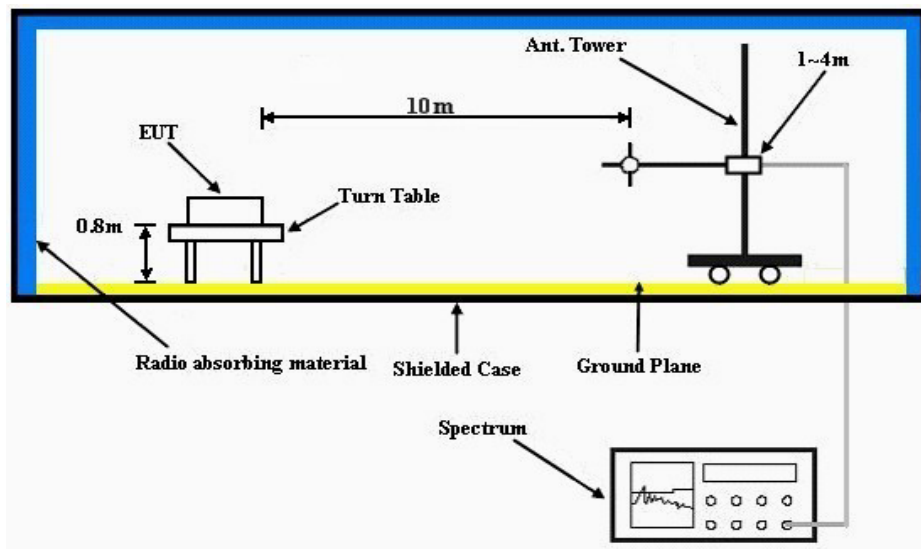 Ant. Tower
1~4m
10m
EUT
Turn Table
0.8m
Radio absorbing material
Shielded Case
Ground Plane
Spectrum